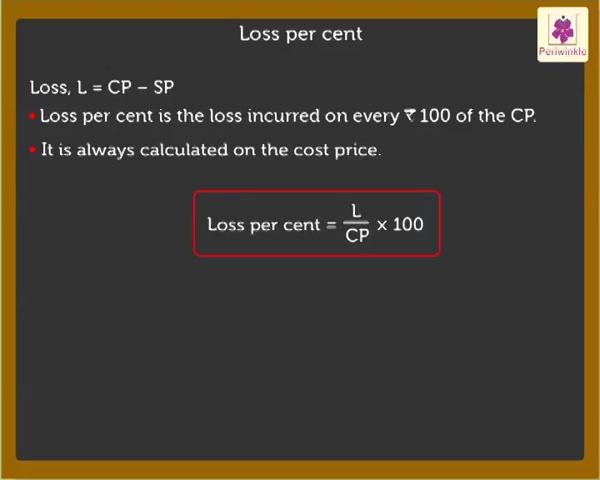 Loss per cent
Periwinkle
Loss, L = CP – SP
• Loss per cent is the loss incurred on every ₹ 100 of the CP.
• It is always calculated on the cost price.
Loss per cent = L/CP x 100